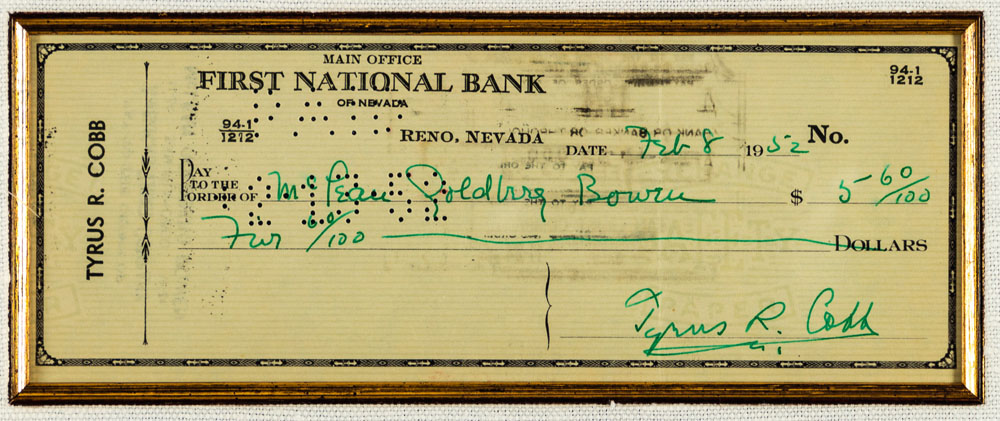 MAIN OFFICE
FIRST NATIONAL BANK
OF NEVADA
94-1
1212
94-1
1212
RENO, NEVADA DATE Feb 8 1952 No.
TYRUS R. COBB
PAY TO THE ORDER OF Goldberg Bowen $ 5 60/100
Five 60/100 DOLLARS
Tyrus R. Cobb